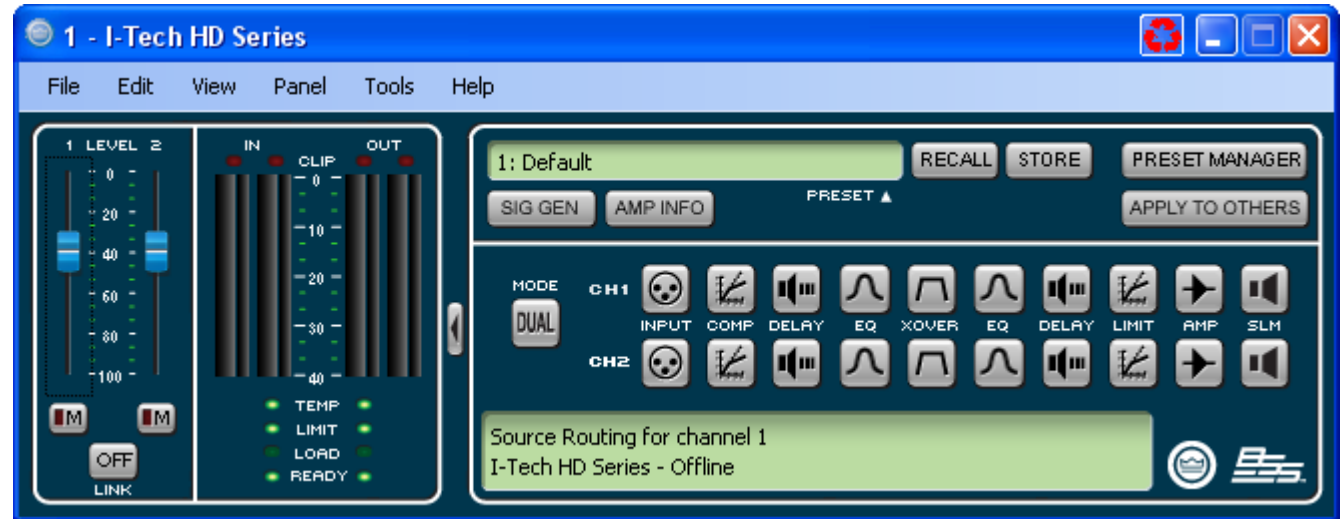 1 - I-Tech HD Series
File Edit View Panel Tools Help
1 LEVEL 2
0
20
40
60
80
100
M M
OFF
LINK
IN OUT
CLIP
0
10
20
30
40
TEMP
LIMIT
LOAD
READY
1: Default
RECALL STORE PRESET MANAGER
PRESET ▲
SIG GEN AMP INFO APPLY TO OTHERS
MODE
DUAL
CH1
INPUT COMP DELAY EQ XOVER EQ DELAY LIMIT AMP SLM
CH2
Source Routing for channel 1
I-Tech HD Series - Offline
BSS